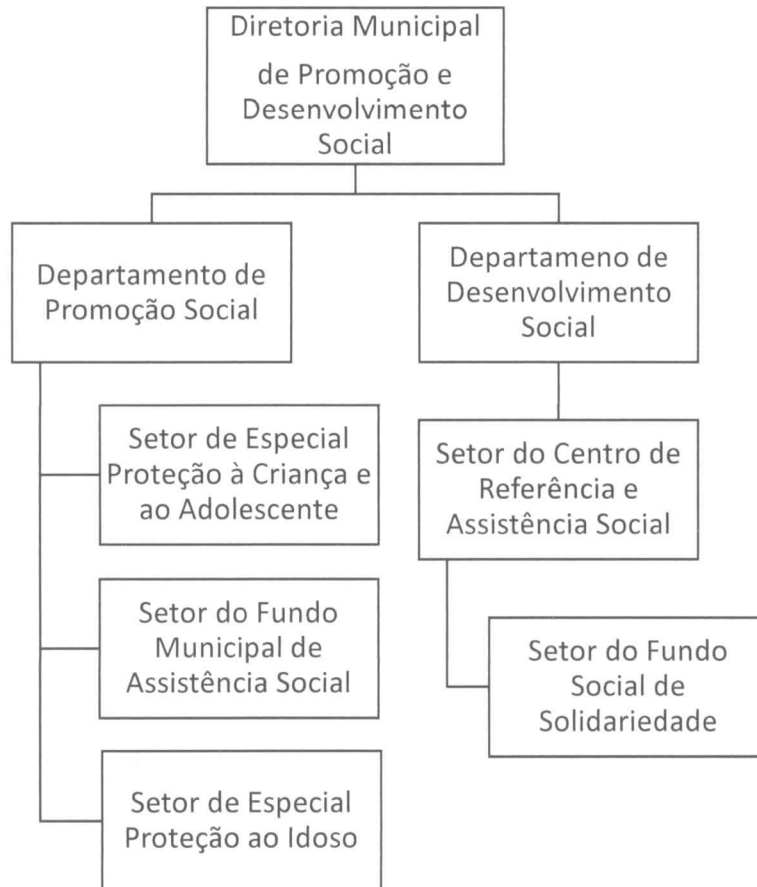 Diretoria Municipal
de Promoção e
Desenvolvimento
Social
Departamento de
Promoção Social
Departameno de
Desenvolvimento
Social
Setor de Especial
Proteção à Criança e
ao Adolescente
Setor do Fundo
Municipal de
Assistência Social
Setor de Especial
Proteção ao Idoso
Setor do Centro de
Referência e
Assistência Social
Setor do Fundo
Social de
Solidariedade